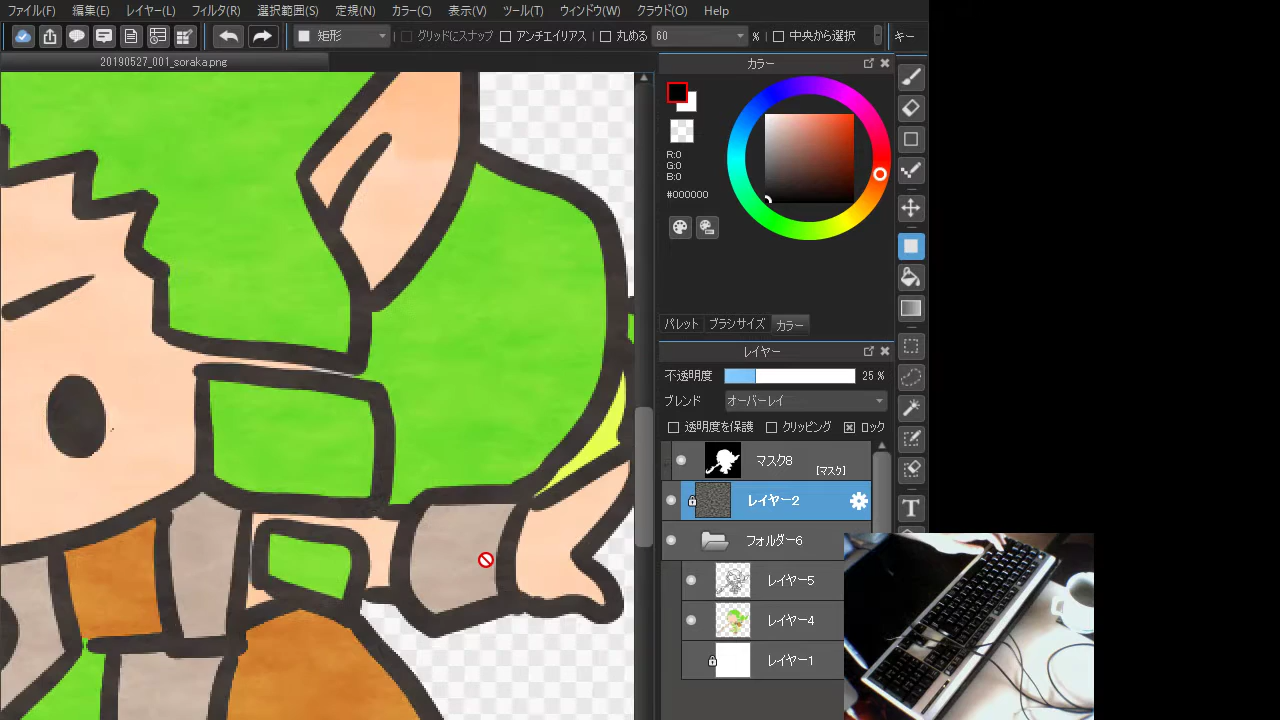 ファイル(F) 編集(E) レイヤー(L) フィルタ(R) 選択範囲(S) 定規(N) カラー(C) 表示(V) ツール(T) ウィンドウ(W) クラウド(O) Help
矩形 グリッドにスナップ アンチエイリアス 丸める 60 % 中央から選択 キー
20190527_001_soraka.png
カラー
R:0
G:0
B:0
#000000
パレット ブラシサイズ カラー
レイヤー
不透明度 25 %
ブレンド オーバーレイ
透明度を保護 クリッピング ロック
マスク8
[マスク]
レイヤー2
フォルダー6
レイヤー5
レイヤー4
レイヤー1
T